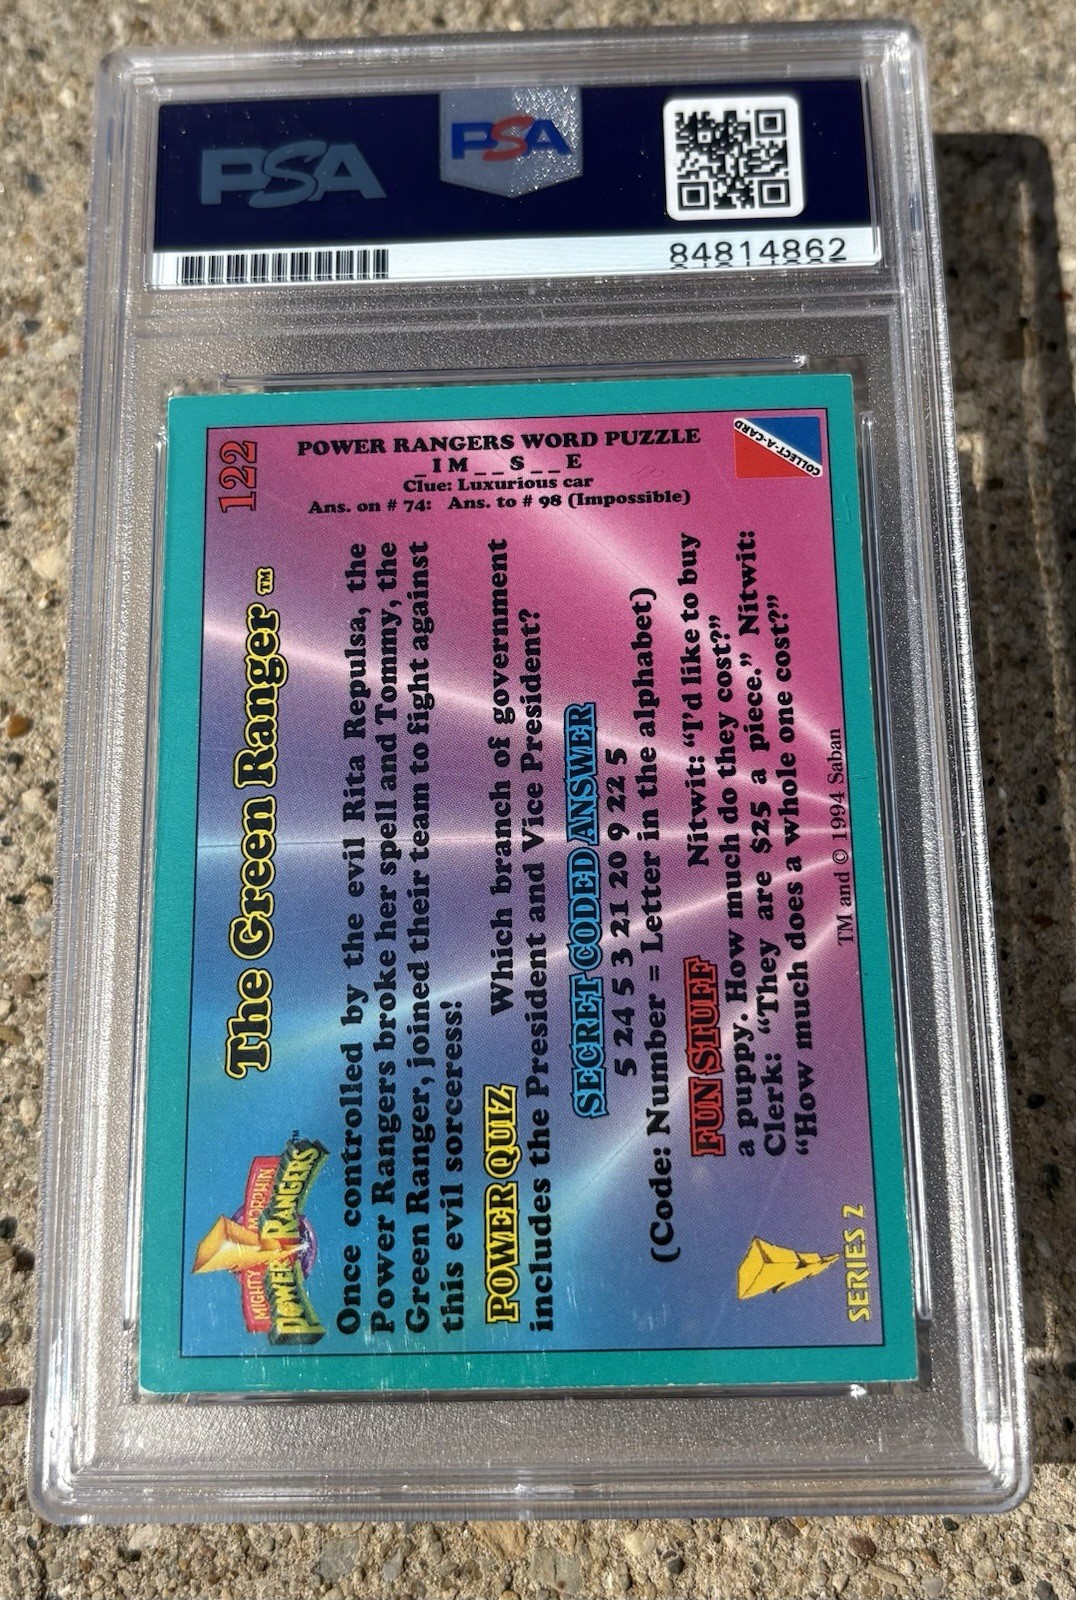 PSA
PSA
84814862
122
POWER RANGERS WORD PUZZLE
_IM__S__E
Clue: Luxurious car
Ans. on # 74: Ans. to # 98 (Impossible)
COLLECT-A-CARD
MIGHTY MORPHIN
POWER RANGERS™
The Green Ranger™
Once controlled by the evil Rita Repulsa, the
Power Rangers broke her spell and Tommy, the
Green Ranger, joined their team to fight against
this evil sorceress!
POWER QUIZ Which branch of government
includes the President and Vice President?
SECRET CODED ANSWER
5 24 5 3 21 20 9 22 5
(Code: Number = Letter in the alphabet)
FUN STUFF Nitwit: “I’d like to buy
a puppy. How much do they cost?”
Clerk: “They are $25 a piece.” Nitwit:
“How much does a whole one cost?”
SERIES 2
TM and © 1994 Saban